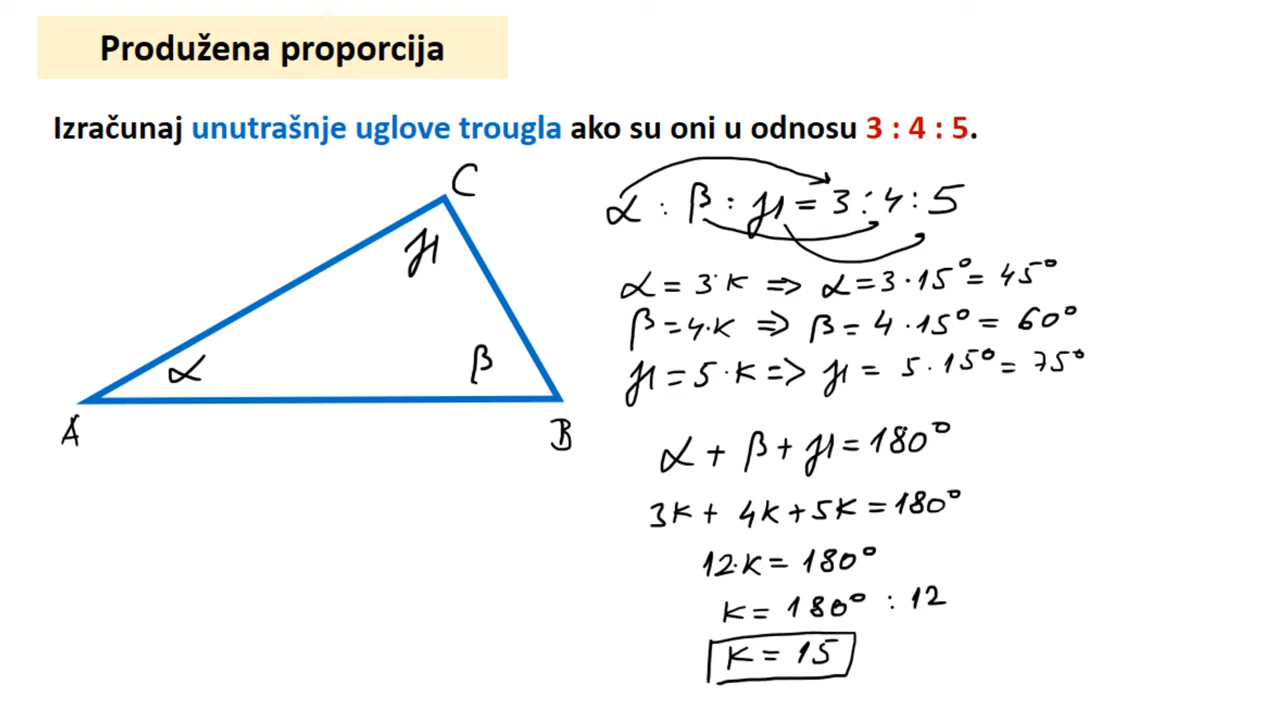 Produžena proporcija
Izračunaj unutrašnje uglove trougla ako su oni u odnosu 3 : 4 : 5.
C
γ
α
β
A
B
α : β : γ = 3 : 4 : 5
α = 3·K => α = 3·15° = 45°
β = 4·K => β = 4·15° = 60°
γ = 5·K => γ = 5·15° = 75°
α + β + γ = 180°
3K + 4K + 5K = 180°
12·K = 180°
K = 180° : 12
K = 15